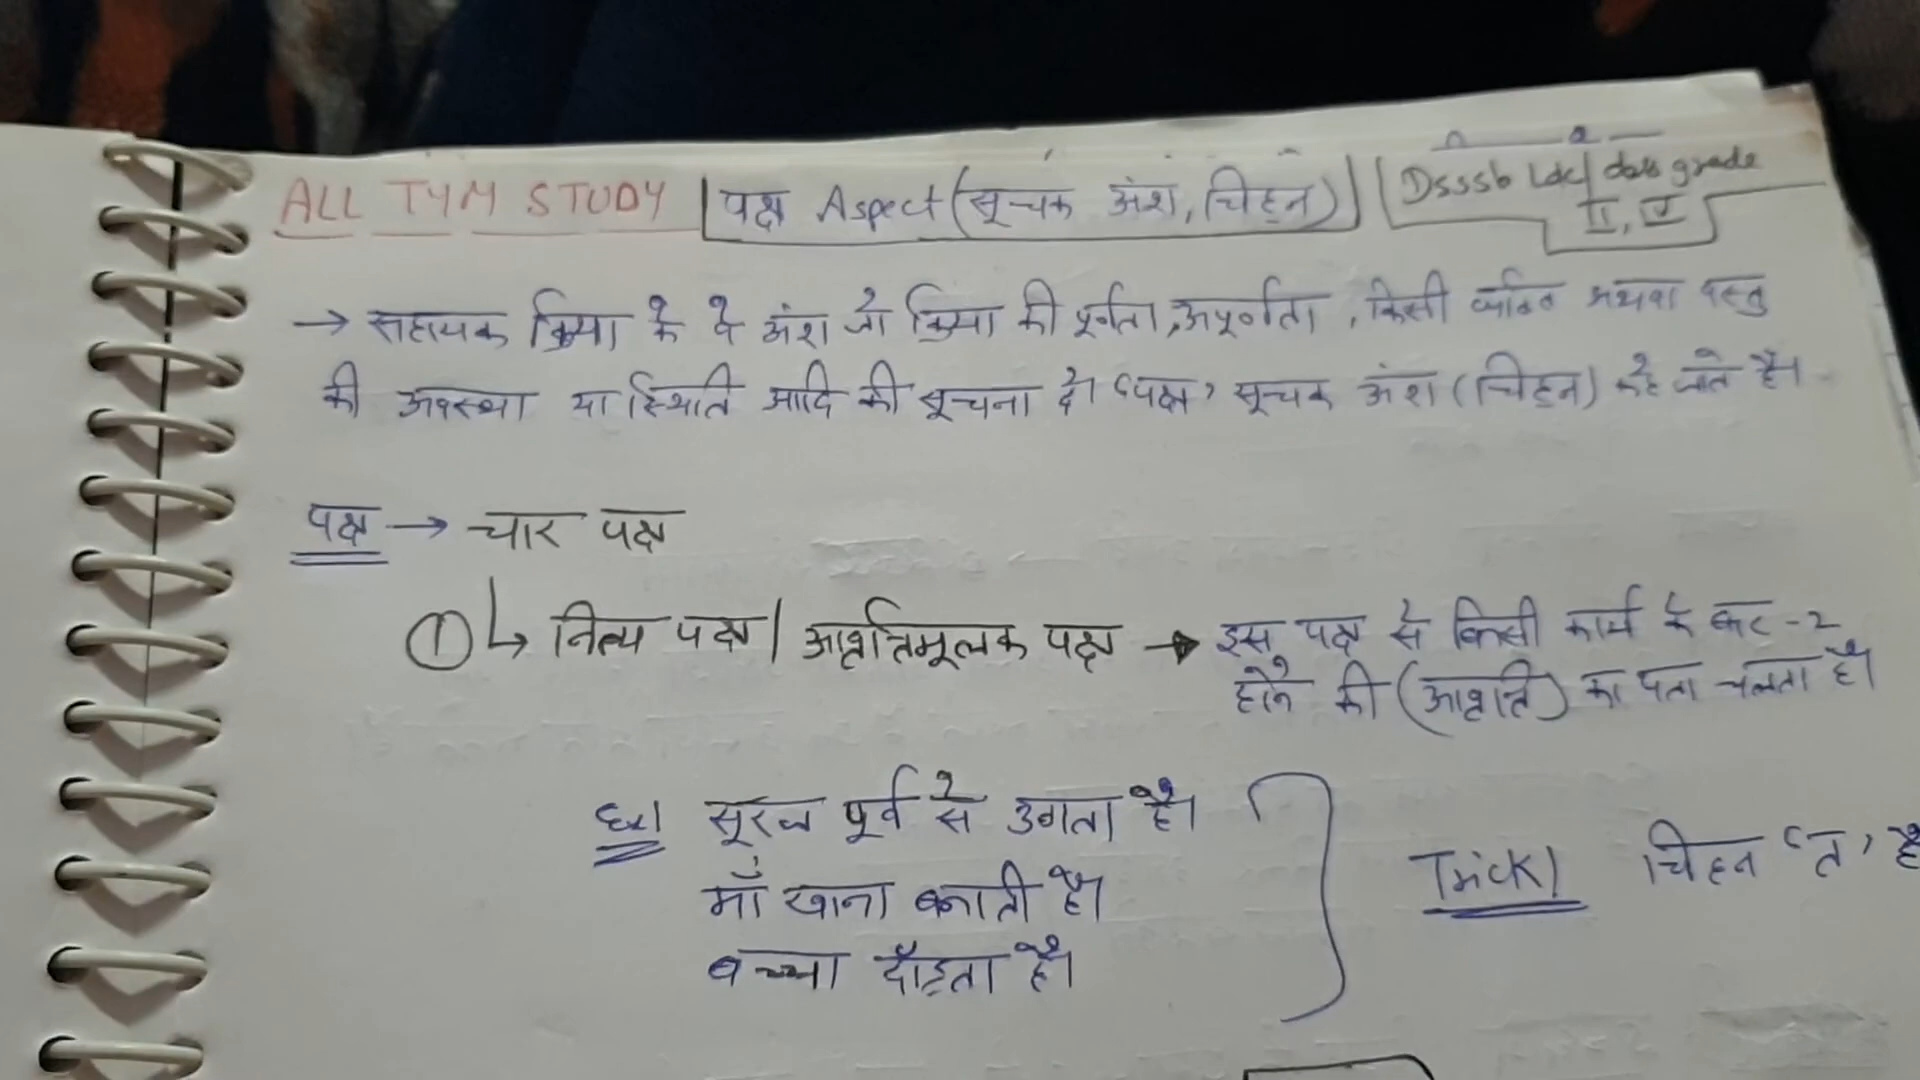 ALL TYM STUDY | पक्ष Aspect (सूचक अंश, चिह्न) | Dsssb Ldc/ dass grade
II, IV
→ सहायक क्रिया के वे अंश जो क्रिया की पूर्णता, अपूर्णता, किसी व्यक्ति अथवा वस्तु
की अवस्था या स्थिति आदि की सूचना दे। 'पक्ष' सूचक अंश (चिह्न) कहे जाते है।
पक्ष → चार पक्ष
① ↳ नित्य पक्ष / आवृत्तिमूलक पक्ष → इस पक्ष से किसी कार्य के बार-2
होने की (आवृत्ति) का पता चलता है।
Ex। सूरज पूर्व से उगता है।
माँ खाना बनाती है।
बच्चा दौड़ता है।
Trick! चिह्न 'त' है